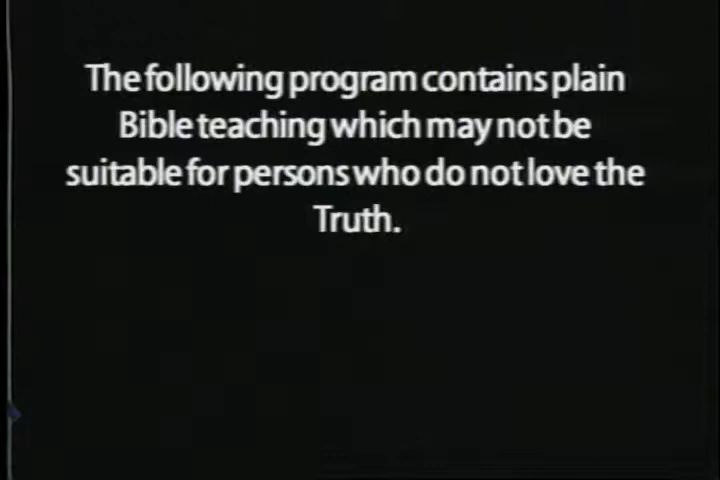 The following program contains plain
Bible teaching which may not be
suitable for persons who do not love the
Truth.